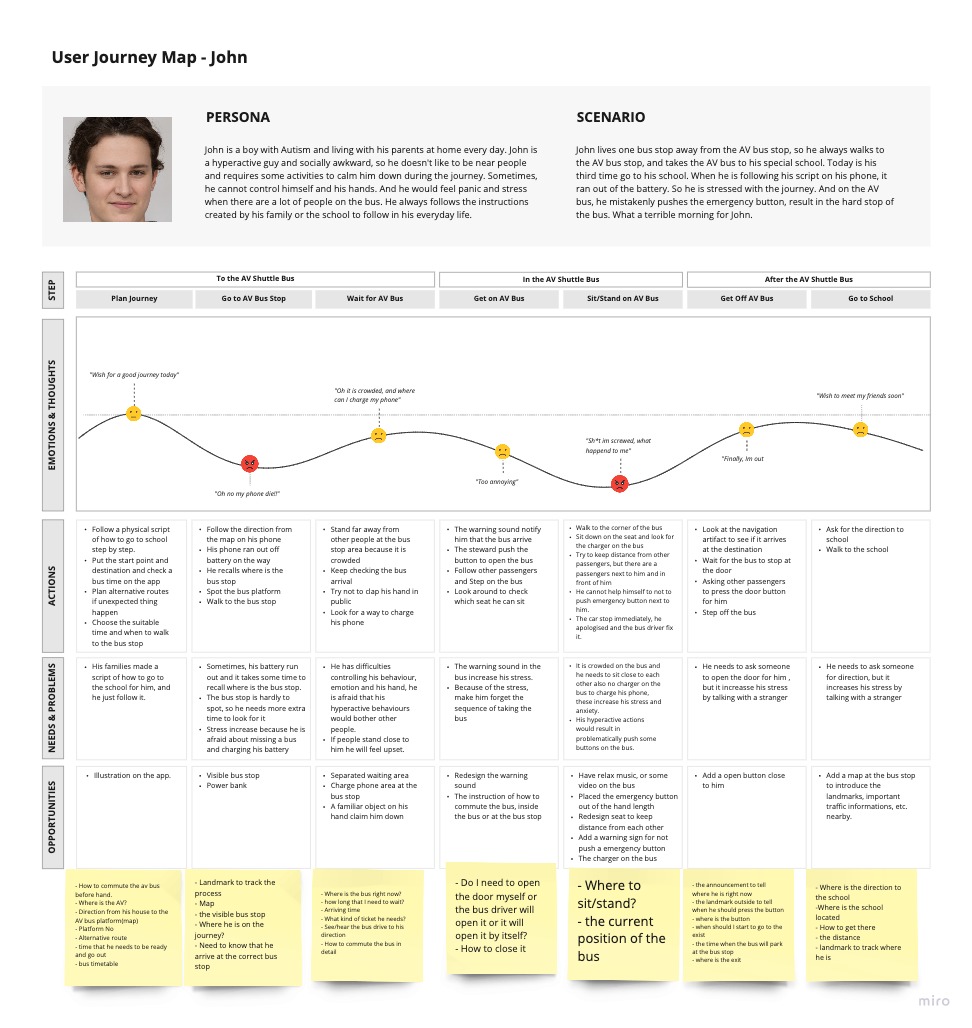 User Journey Map - John
PERSONA
John is a boy with Autism and living with his parents at home every day. John is
a hyperactive guy and socially awkward, so he doesn't like to be near people
and requires some activities to calm him down during the journey. Sometimes,
he cannot control himself and his hands. And he would feel panic and stress
when there are a lot of people on the bus. He always follows the instructions
created by his family or the school to follow in his everyday life.
SCENARIO
John lives one bus stop away from the AV bus stop, so he always walks to
the AV bus stop, and takes the AV bus to his special school. Today is his
third time go to his school. When he is following his script on his phone, it
ran out of the battery. So he is stressed with the journey. And on the AV
bus, he mistakenly pushes the emergency button, result in the hard stop of
the bus. What a terrible morning for John.
STEP
To the AV Shuttle Bus
In the AV Shuttle Bus
After the AV Shuttle Bus
Plan Journey
Go to AV Bus Stop
Wait for AV Bus
Get on AV Bus
Sit/Stand on AV Bus
Get Off AV Bus
Go to School
EMOTIONS & THOUGHTS
"Wish for a good journey today"
"Oh no my phone die!!"
"Oh it is crowded, and where
can I charge my phone"
"Too annoying"
"Sh*t im screwed, what
happend to me"
"Finally, Im out
"Wish to meet my friends soon"
ACTIONS
• Follow a physical script
of how to go to school
step by step.
• Put the start point and
destination and check a
bus time on the app
• Plan alternative routes
if unexpected thing
happen
• Choose the suitable
time and when to walk
to the bus stop
• Follow the direction from
the map on his phone
• His phone ran out off
battery on the way
• He recalls where is the
bus stop
• Spot the bus platform
• Walk to the bus stop
• Stand far away from
other people at the bus
stop area because it is
crowded
• Keep checking the bus
arrival
• Try not to clap his hand in
public
• Look for a way to charge
his phone
• The warning sound notify
him that the bus arrive
• The steward push the
button to open the bus
• Follow other passengers
and Step on the bus
• Look around to check
which seat he can sit
• Walk to the corner of the bus
• Sit down on the seat and look for
the charger on the bus
• Try to keep distance from other
passengers, but there are a
passengers next to him and in
front of him
• He cannot help himself to not to
push emergency button next to
him.
• The car stop immediately, he
apologised and the bus driver fix
it.
• Look at the navigation
artifact to see if it arrives
at the destination
• Wait for the bus to stop at
the door
• Asking other passengers
to press the door button
for him
• Step off the bus
• Ask for the direction to
school
• Walk to the school
NEEDS & PROBLEMS
• His families made a
script of how to go to
the school for him, and
he just follow it.
• Sometimes, his battery run
out and it takes some time to
recall where is the bus stop.
• The bus stop is hardly to
spot, so he needs more extra
time to look for it
• Stress increase because he is
afraid about missing a bus
and charging his battery
• He has difficulties
controlling his behaviour,
emotion and his hand, he
is afraid that his
hyperactive behaviours
would bother other
people.
• If people stand close to
him he will feel upset.
• The warning sound in the
bus increase his stress.
• Because of the stress,
make him forget the
sequence of taking the
bus
• It is crowded on the bus and
he needs to sit close to each
other also no charger on the
bus to charge his phone,
these increase his stress and
anxiety.
• His hyperactive actions
would result in
problematically push some
buttons on the bus.
• He needs to ask someone
to open the door for him ,
but it increasse his stress
by talking with a stranger
• He needs to ask someone
for direction, but it
increases his stress by
talking with a stranger
OPPORTUNITIES
• Illustration on the app.
• Visible bus stop
• Power bank
• Separated waiting area
• Charge phone area at the
bus stop
• A familiar object on his
hand claim him down
• Redesign the warning
sound
• The instruction of how to
commute the bus, inside
the bus or at the bus stop
• Have relax music, or some
video on the bus
• Placed the emergency button
out of the hand length
• Redesign seat to keep
distance from each other
• Add a warning sign for not
push a emergency button
• The charger on the bus
• Add a open button close
to him
• Add a map at the bus stop
to introduce the
landmarks, important
traffic informations, etc.
nearby.
- How to commute the av bus
before hand.
- Where is the AV?
- Direction from his house to the
AV bus platform(map)
- Platform No
- Alternative route
- time that he needs to be ready
and go out
- bus timetable
- Landmark to track the
process
- Map
- the visible bus stop
- Where he is on the
journey?
- Need to know that he
arrive at the correct bus
stop
- Where is the bus right now?
- how long that I need to wait?
- Arriving time
- What kind of ticket he needs?
- See/hear the bus drive to his
direction
- How to commute the bus in
detail
- Do I need to open
the door myself or
the bus driver will
open it or it will
open it by itself?
- How to close it
- Where to
sit/stand?
- the current
position of the
bus
- the announcement to tell
where he is right now
- the landmark outside to tell
when he should press the button
- where is the button
- when should I start to go to the
exist
- the time when the bus will park
at the bus stop
- where is the exit
- Where is the direction to
the school
-Where is the school
located
- How to get there
- the distance
- landmark to track where
he is
miro